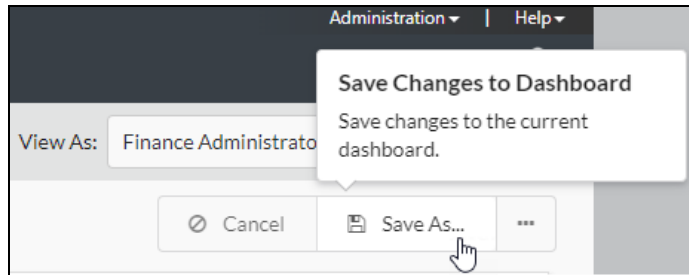 Administration | Help
Save Changes to Dashboard
Save changes to the current
dashboard.
View As: Finance Administrato
Cancel Save As... ...